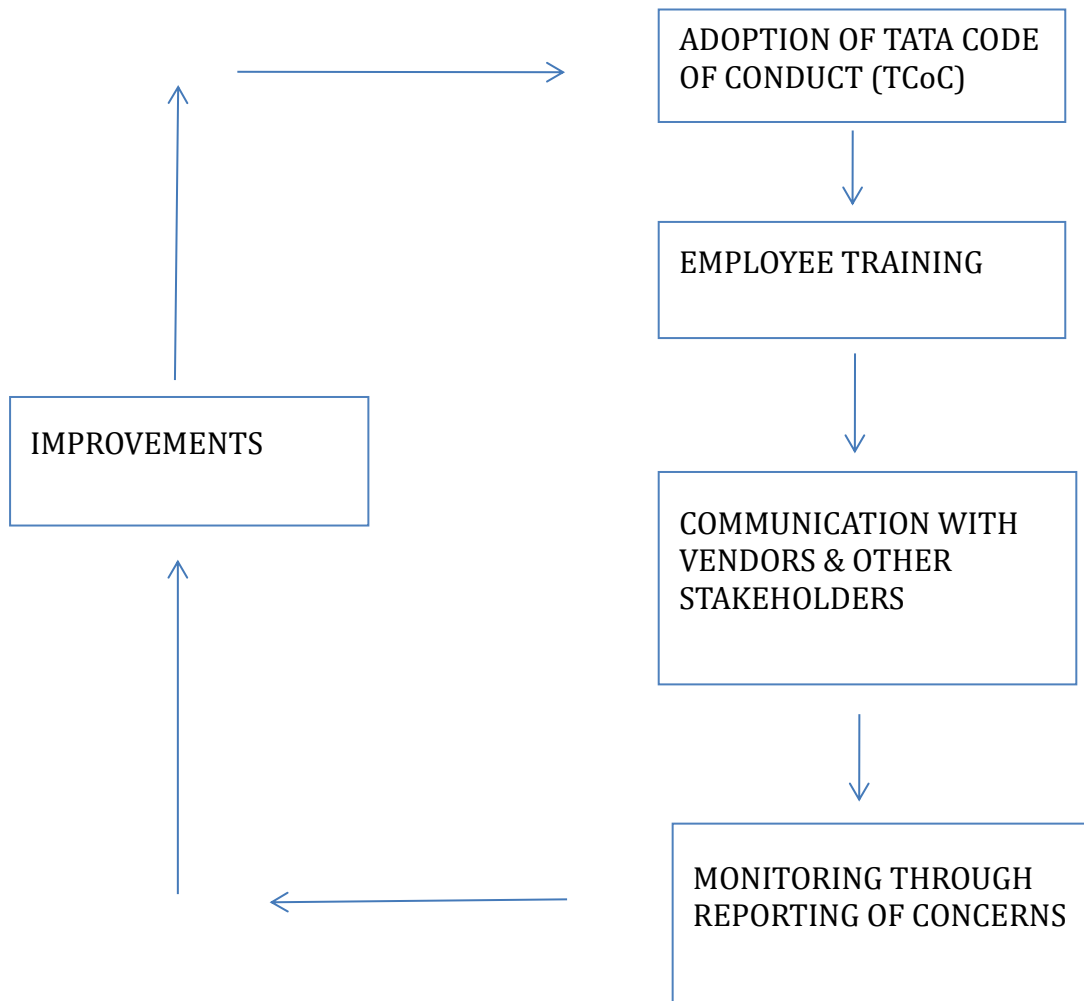 ADOPTION OF TATA CODE
OF CONDUCT (TCoC)
EMPLOYEE TRAINING
COMMUNICATION WITH
VENDORS & OTHER
STAKEHOLDERS
MONITORING THROUGH
REPORTING OF CONCERNS
IMPROVEMENTS